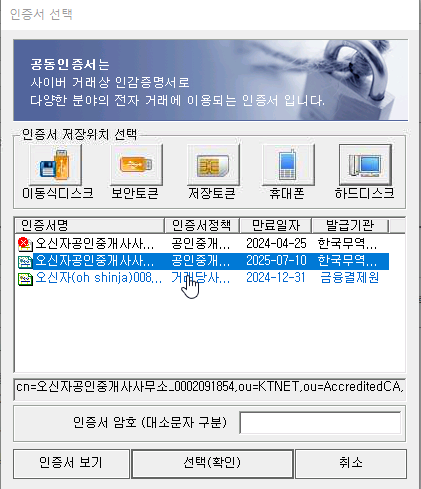 인증서 선택
공동인증서는
사이버 거래상 인감증명서로
다양한 분야의 전자 거래에 이용되는 인증서 입니다.
인증서 저장위치 선택
이동식디스크 보안토큰 저장토큰 휴대폰 하드디스크
인증서명 인증서정책 만료일자 발급기관
오신자공인중개사사... 공인중개... 2024-04-25 한국무역...
오신자공인중개사사... 공인중개... 2025-07-10 한국무역...
오신자(oh shinja)008... 거래당사... 2024-12-31 금융결제원
cn=오신자공인중개사사무소_0002091854,ou=KTNET,ou=AccreditedCA,
인증서 암호 (대소문자 구분)
인증서 보기 선택(확인) 취소